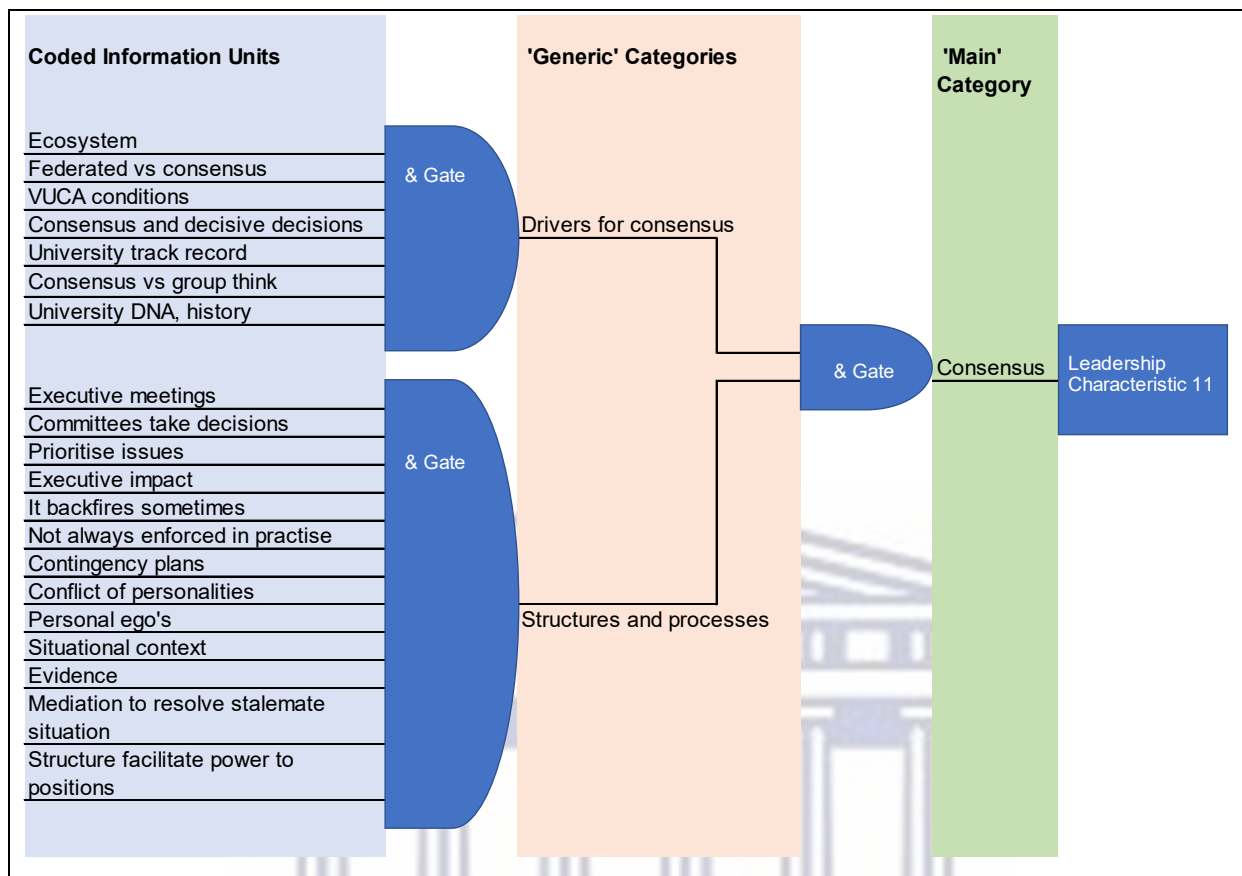 Coded Information Units
'Generic' Categories
'Main'
Category
Ecosystem
Federated vs consensus
VUCA conditions
Consensus and decisive decisions
University track record
Consensus vs group think
University DNA, history
& Gate
Drivers for consensus
Executive meetings
Committees take decisions
Prioritise issues
Executive impact
It backfires sometimes
Not always enforced in practise
Contingency plans
Conflict of personalities
Personal ego's
Situational context
Evidence
Mediation to resolve stalemate
situation
Structure facilitate power to
positions
& Gate
Structures and processes
& Gate
Consensus
Leadership
Characteristic 11